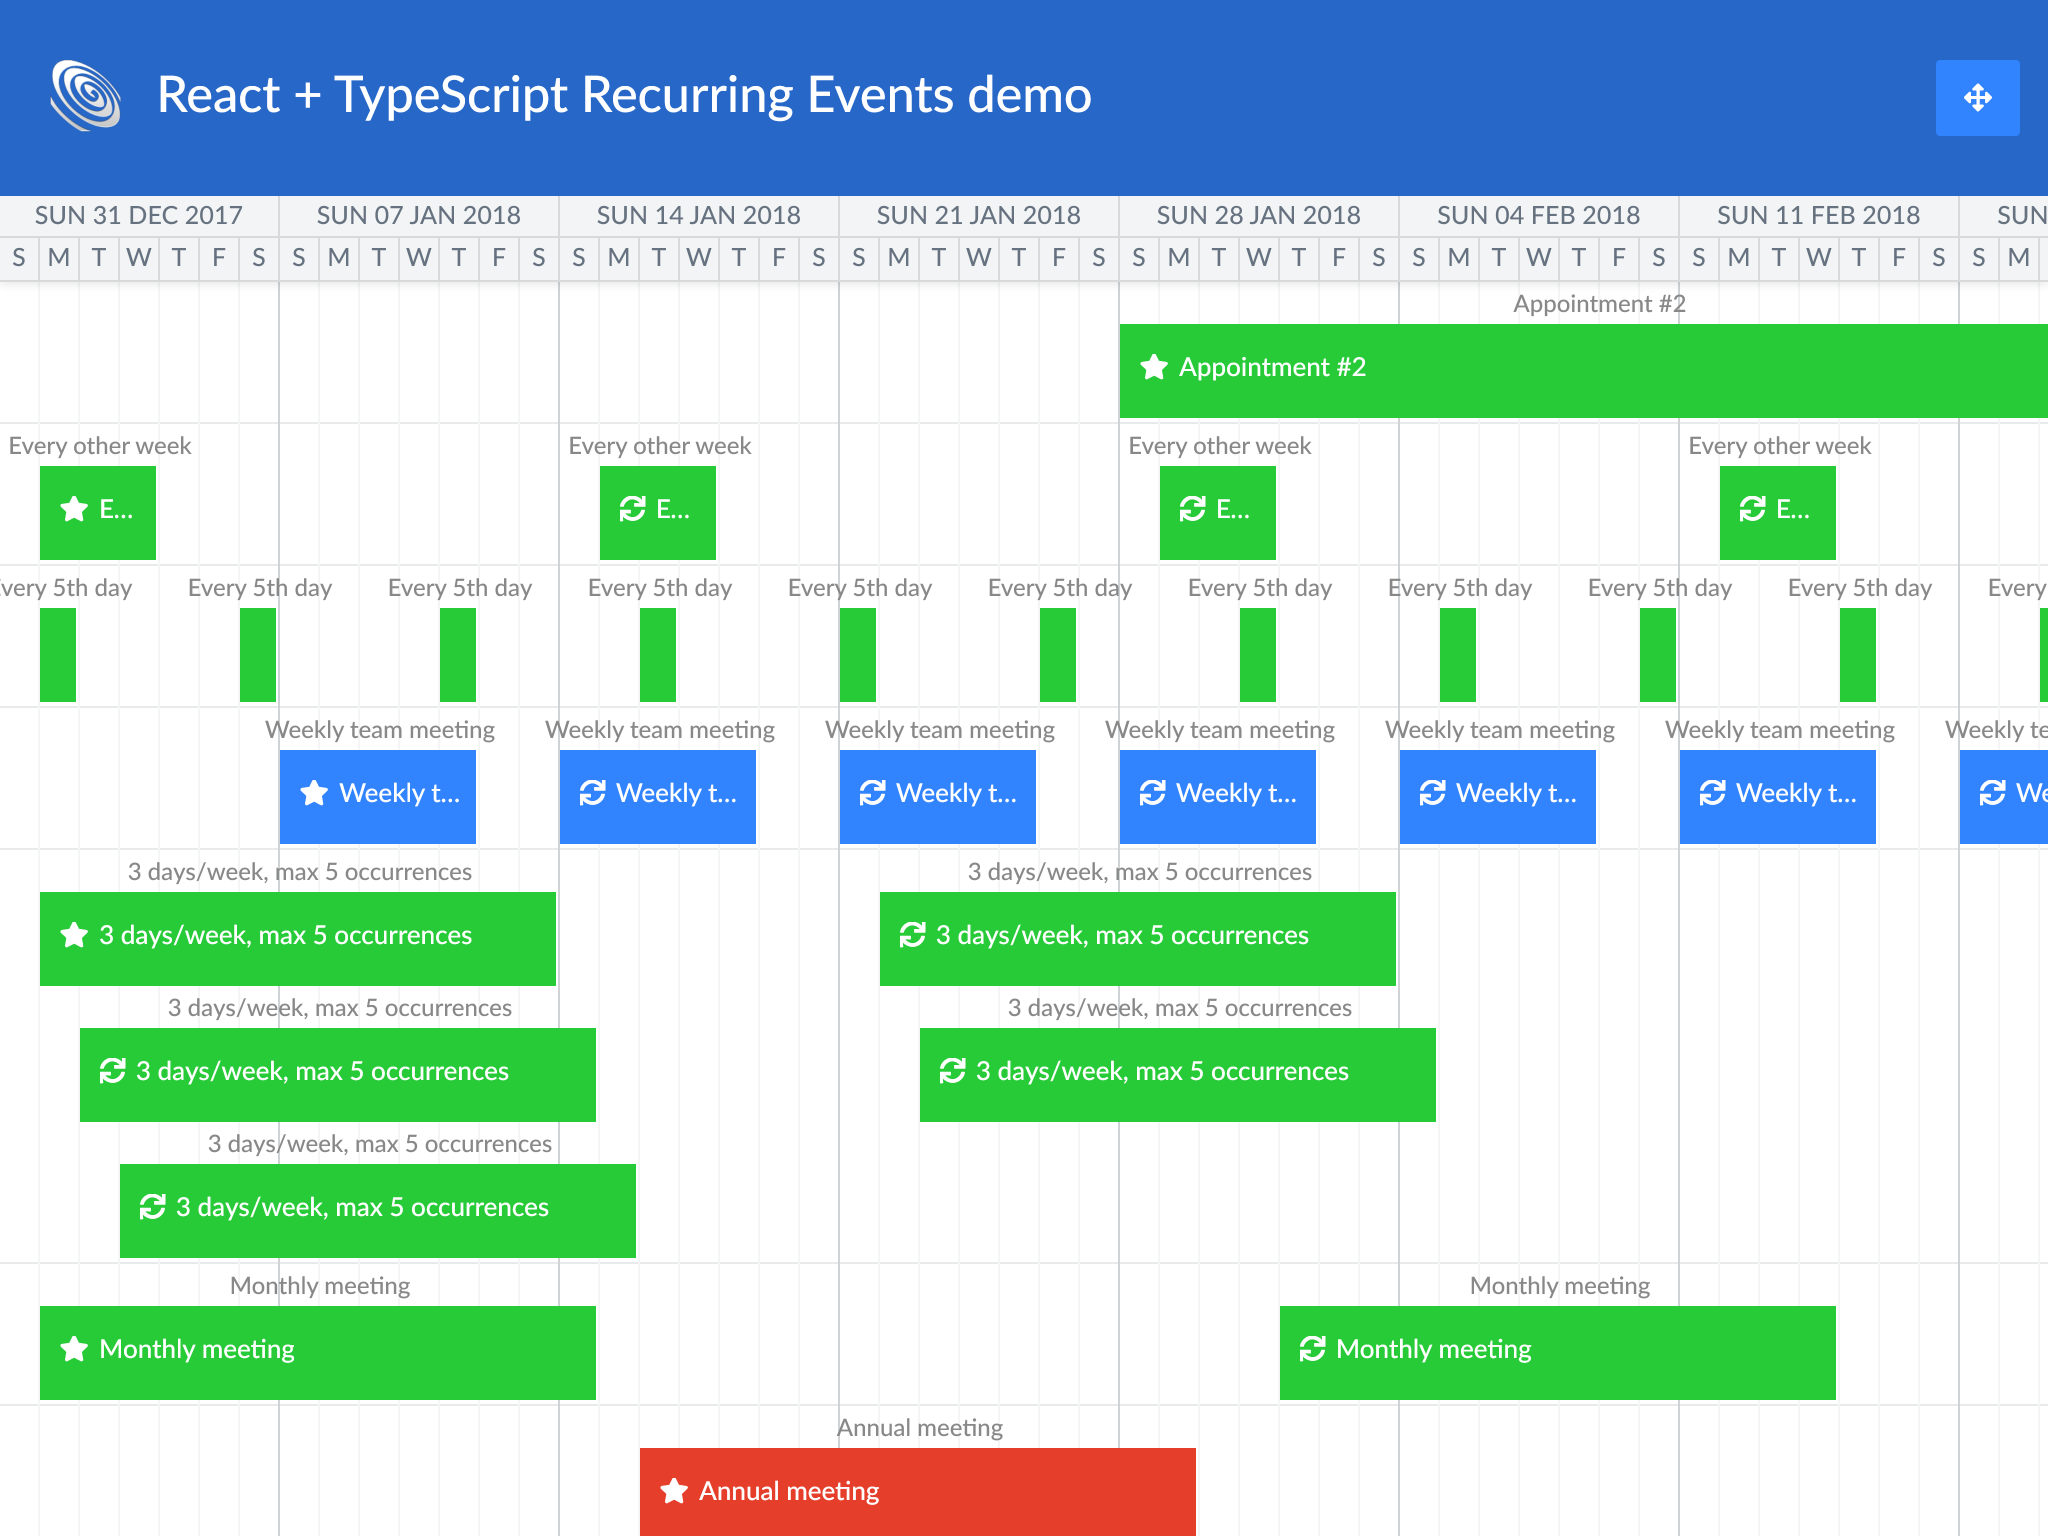 React + TypeScript Recurring Events demo
SUN 31 DEC 2017 SUN 07 JAN 2018 SUN 14 JAN 2018 SUN 21 JAN 2018 SUN 28 JAN 2018 SUN 04 FEB 2018 SUN 11 FEB 2018 SUN
S M T W T F S S M T W T F S S M T W T F S S M T W T F S S M T W T F S S M T W T F S S M T W T F S S M
Appointment #2
Appointment #2
Every other week Every other week Every other week Every other week
E... E... E... E...
very 5th day Every 5th day Every 5th day Every 5th day Every 5th day Every 5th day Every 5th day Every 5th day Every 5th day Every 5th day Every
Weekly team meeting Weekly team meeting Weekly team meeting Weekly team meeting Weekly team meeting Weekly team meeting Weekly te
Weekly t... Weekly t... Weekly t... Weekly t... Weekly t... Weekly t... We
3 days/week, max 5 occurrences 3 days/week, max 5 occurrences
3 days/week, max 5 occurrences 3 days/week, max 5 occurrences
3 days/week, max 5 occurrences 3 days/week, max 5 occurrences
3 days/week, max 5 occurrences 3 days/week, max 5 occurrences
3 days/week, max 5 occurrences
3 days/week, max 5 occurrences
Monthly meeting Monthly meeting
Monthly meeting Monthly meeting
Annual meeting
Annual meeting